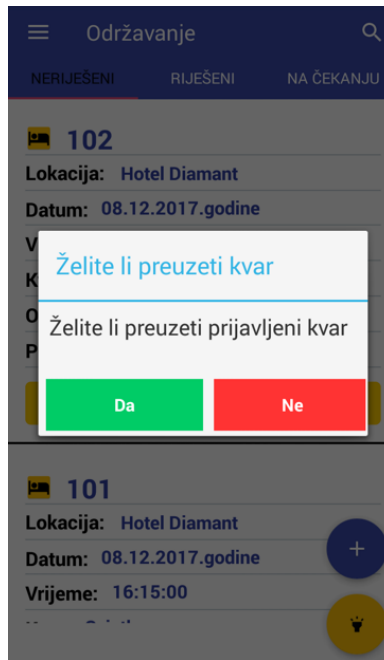 Održavanje
NERIJEŠENI RIJEŠENI NA ČEKANJU
102
Lokacija: Hotel Diamant
Datum: 08.12.2017.godine
V
Želite li preuzeti kvar
K
O
Želite li preuzeti prijavljeni kvar
P
Da Ne
101
Lokacija: Hotel Diamant
Datum: 08.12.2017.godine
Vrijeme: 16:15:00